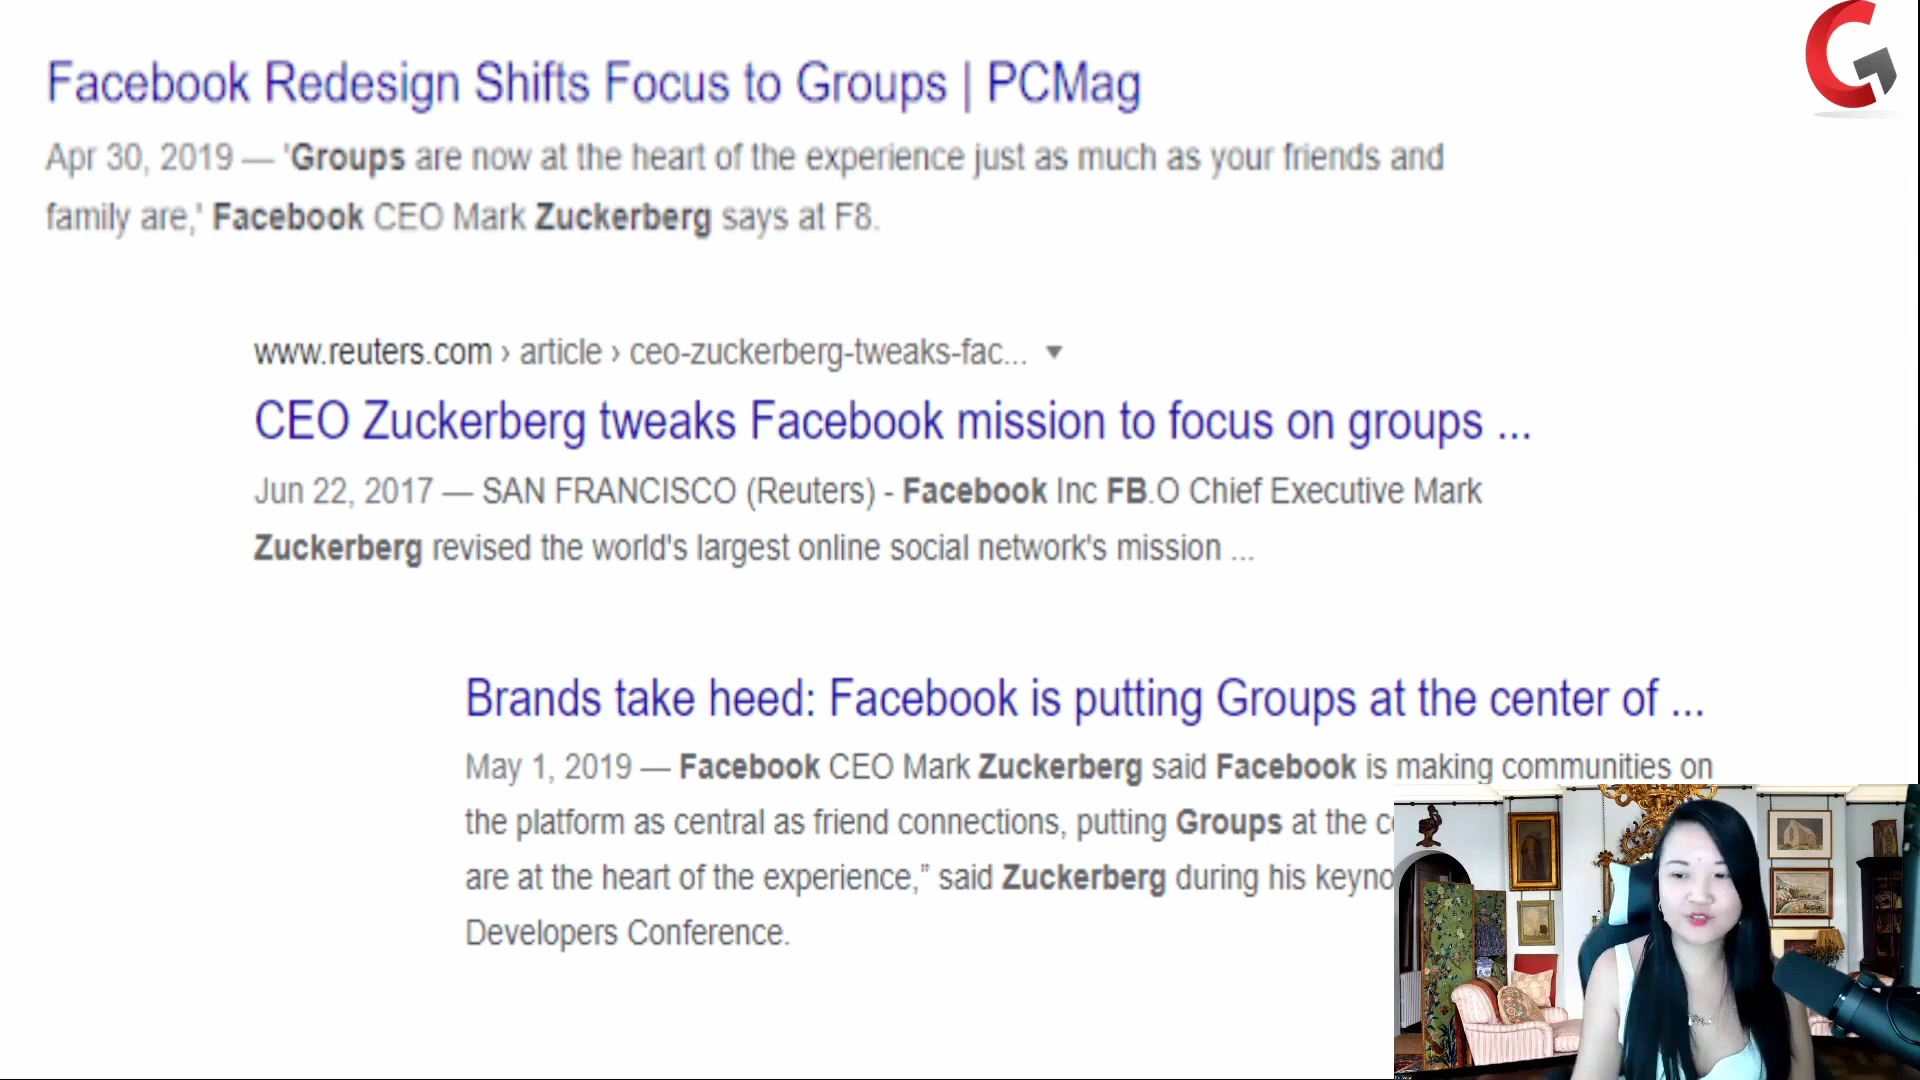 Facebook Redesign Shifts Focus to Groups | PCMag
Apr 30, 2019 — 'Groups are now at the heart of the experience just as much as your friends and
family are,' Facebook CEO Mark Zuckerberg says at F8.
www.reuters.com › article › ceo-zuckerberg-tweaks-fac...
CEO Zuckerberg tweaks Facebook mission to focus on groups ...
Jun 22, 2017 — SAN FRANCISCO (Reuters) - Facebook Inc FB.O Chief Executive Mark
Zuckerberg revised the world's largest online social network's mission ...
Brands take heed: Facebook is putting Groups at the center of ...
May 1, 2019 — Facebook CEO Mark Zuckerberg said Facebook is making communities on
the platform as central as friend connections, putting Groups at the
are at the heart of the experience,” said Zuckerberg during his
Developers Conference.